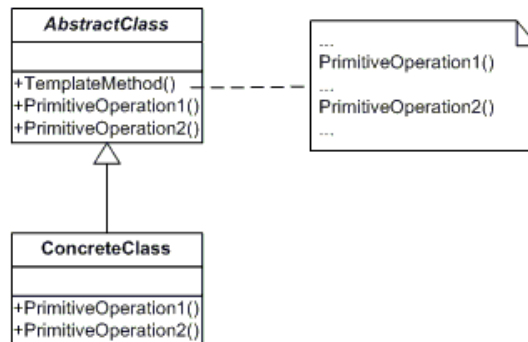 AbstractClass
+TemplateMethod()
+PrimitiveOperation1()
+PrimitiveOperation2()
...
PrimitiveOperation1()
...
PrimitiveOperation2()
...
ConcreteClass
+PrimitiveOperation1()
+PrimitiveOperation2()